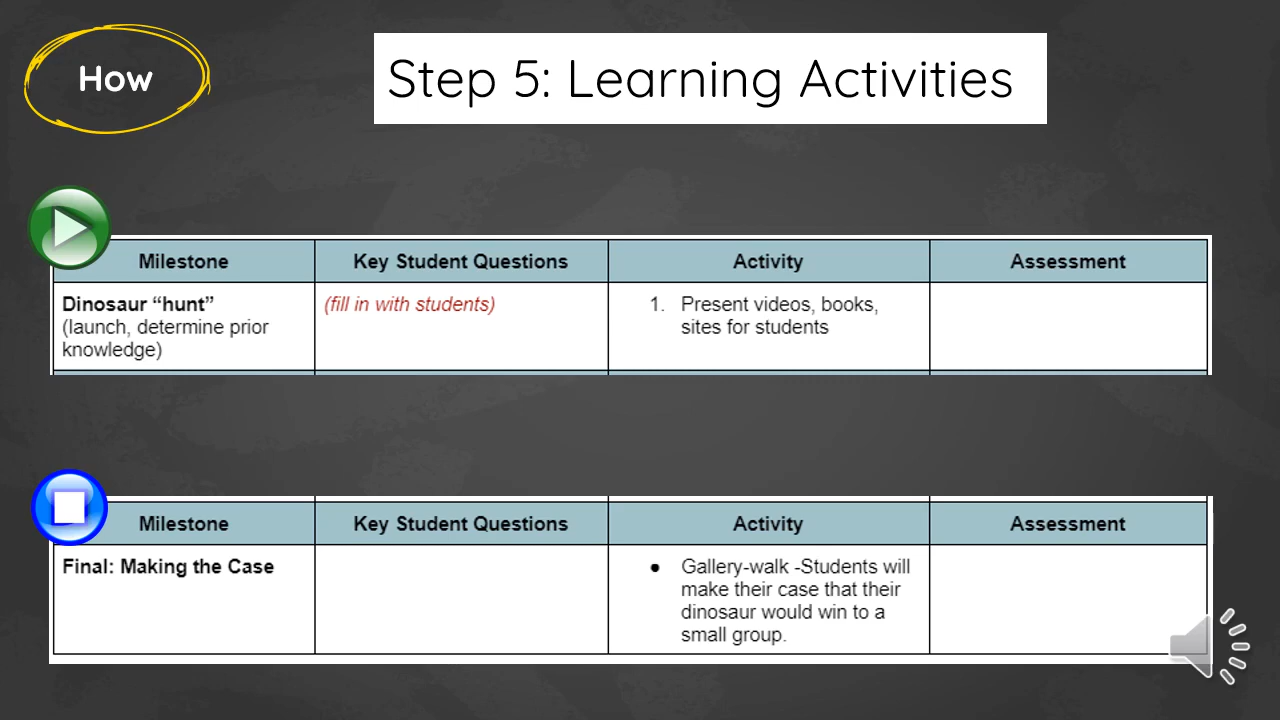 How
Step 5: Learning Activities
Milestone Key Student Questions Activity Assessment
Dinosaur “hunt”
(launch, determine prior
knowledge)
(fill in with students)
1. Present videos, books,
sites for students
Milestone Key Student Questions Activity Assessment
Final: Making the Case
● Gallery-walk -Students will
make their case that their
dinosaur would win to a
small group.